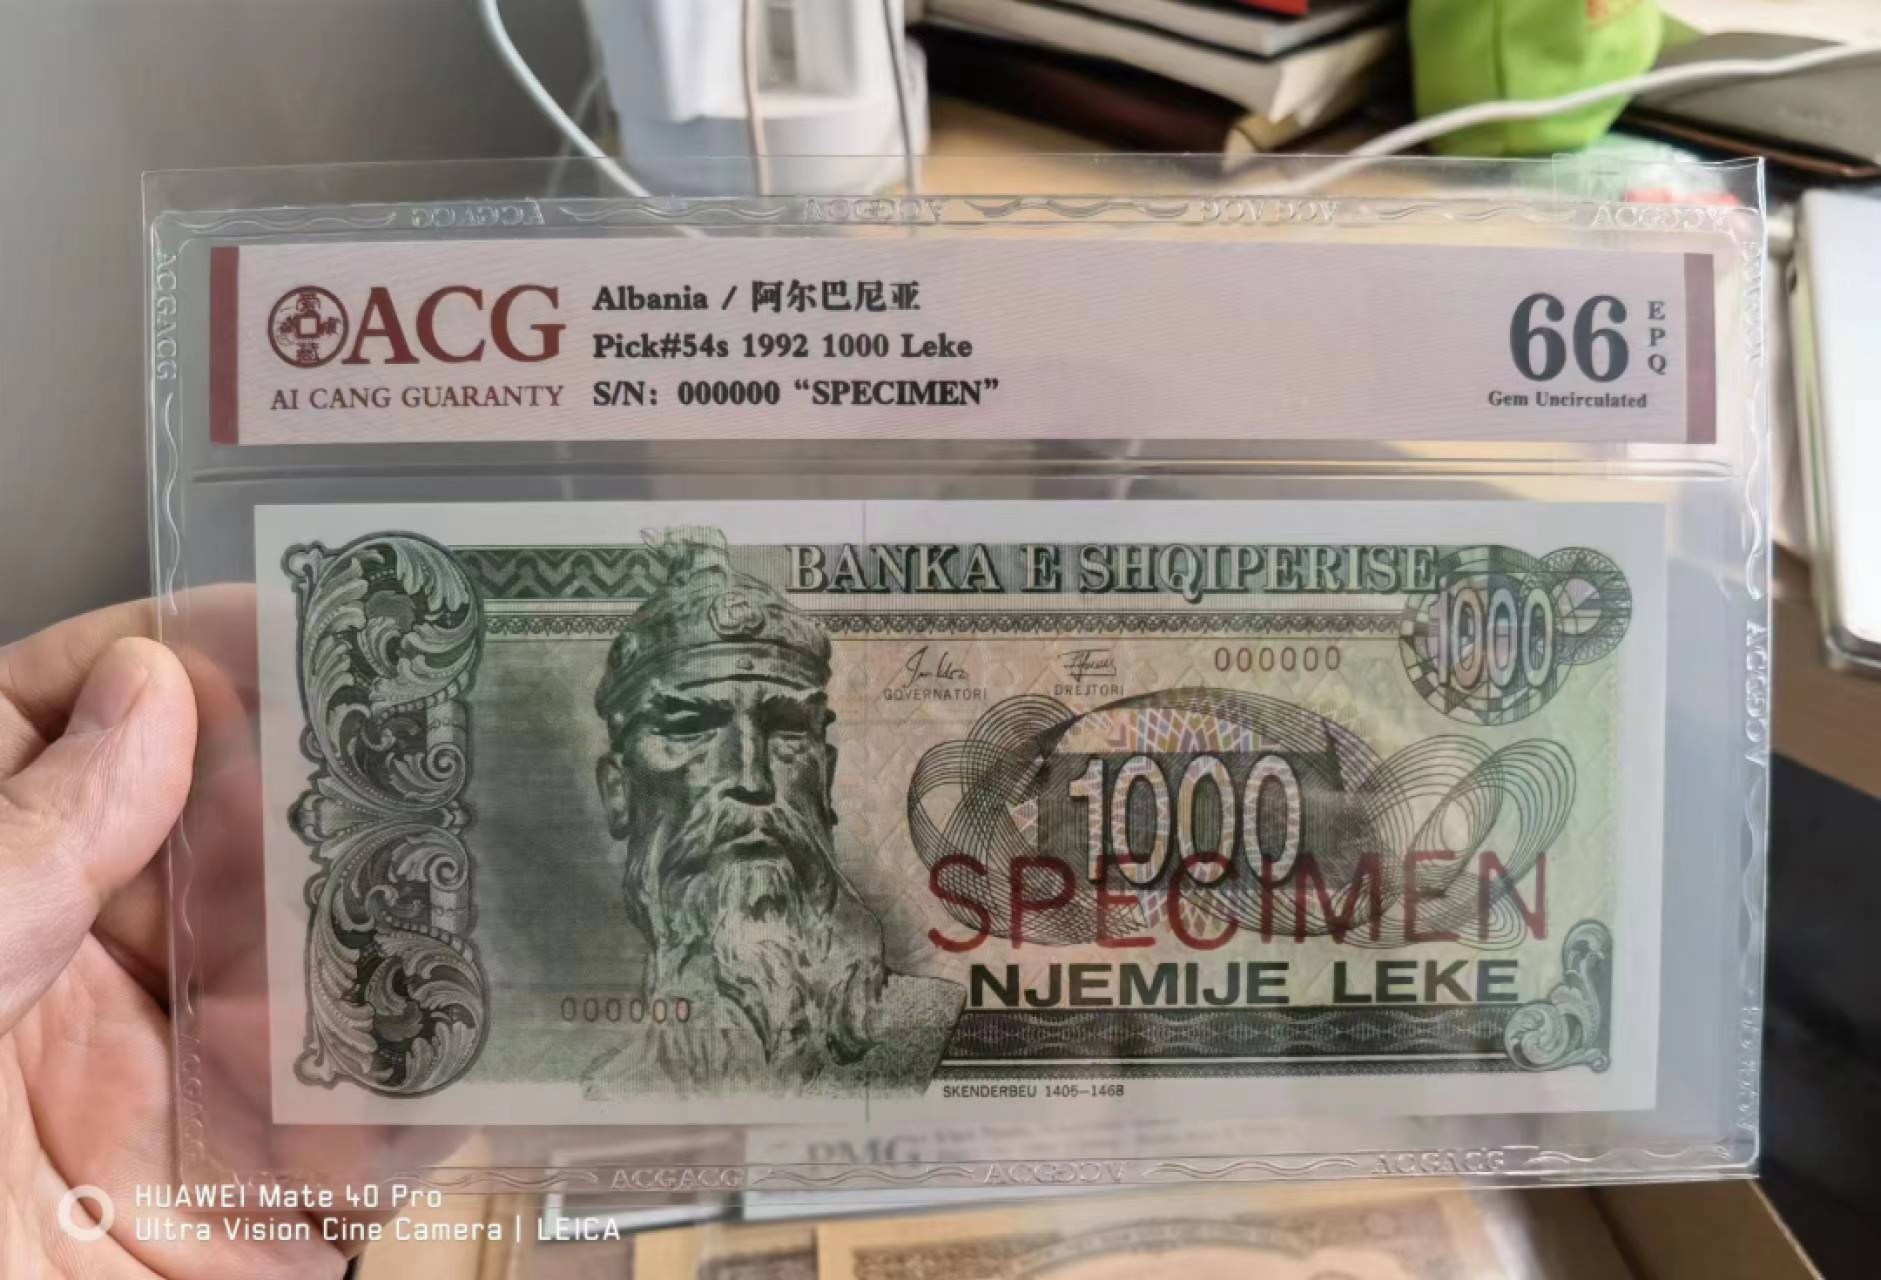 ACG
AI CANG GUARANTY
Albania / 阿尔巴尼亚
Pick#54s 1992 1000 Leke
S/N: 000000 “SPECIMEN”
66
EPQ
Gem Uncirculated
BANKA E SHQIPERISE
1000
GOVERNATORI
DREJTORI
000000
1000
SPECIMEN
NJEMIJE LEKE
000000
SKENDERBEU 1405-1468
PMG
ACGACG
HUAWEI Mate 40 Pro
Ultra Vision Cine Camera | LEICA